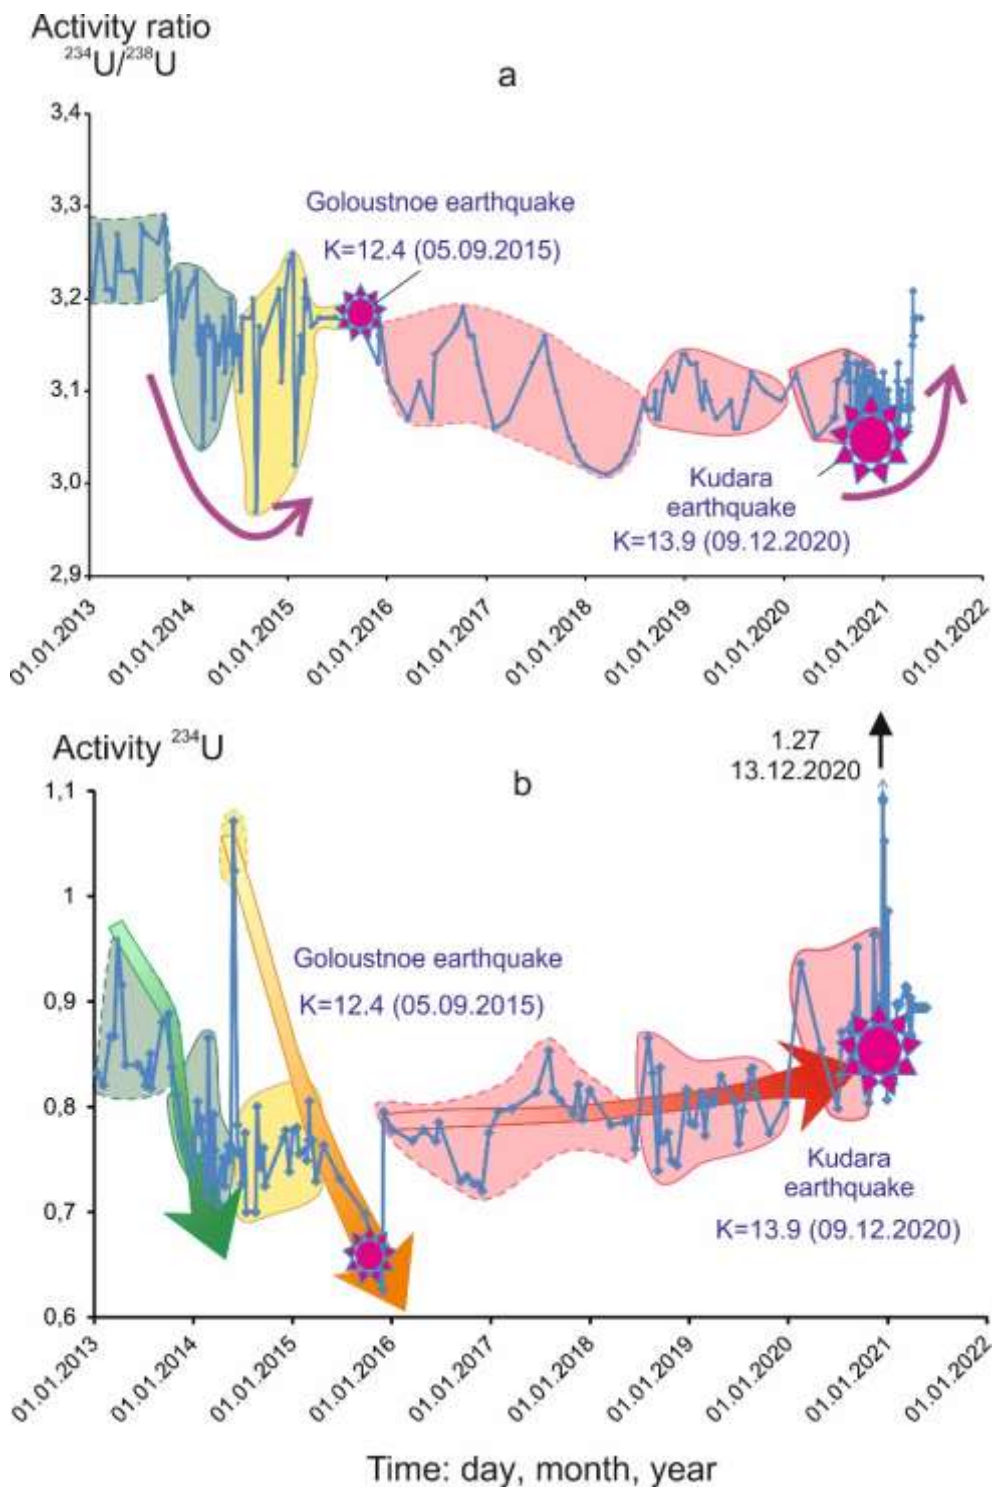 Activity ratio
²³⁴U/²³⁸U
a
3,4
3,3
3,2
3,1
3,0
2,9
Goloustnoe earthquake
K=12.4 (05.09.2015)
Kudara
earthquake
K=13.9 (09.12.2020)
01.01.2013
01.01.2014
01.01.2015
01.01.2016
01.01.2017
01.01.2018
01.01.2019
01.01.2020
01.01.2021
01.01.2022
Activity ²³⁴U
b
1.27
13.12.2020
1,1
1
0,9
0,8
0,7
0,6
Goloustnoe earthquake
K=12.4 (05.09.2015)
Kudara
earthquake
K=13.9 (09.12.2020)
01.01.2013
01.01.2014
01.01.2015
01.01.2016
01.01.2017
01.01.2018
01.01.2019
01.01.2020
01.01.2021
01.01.2022
Time: day, month, year